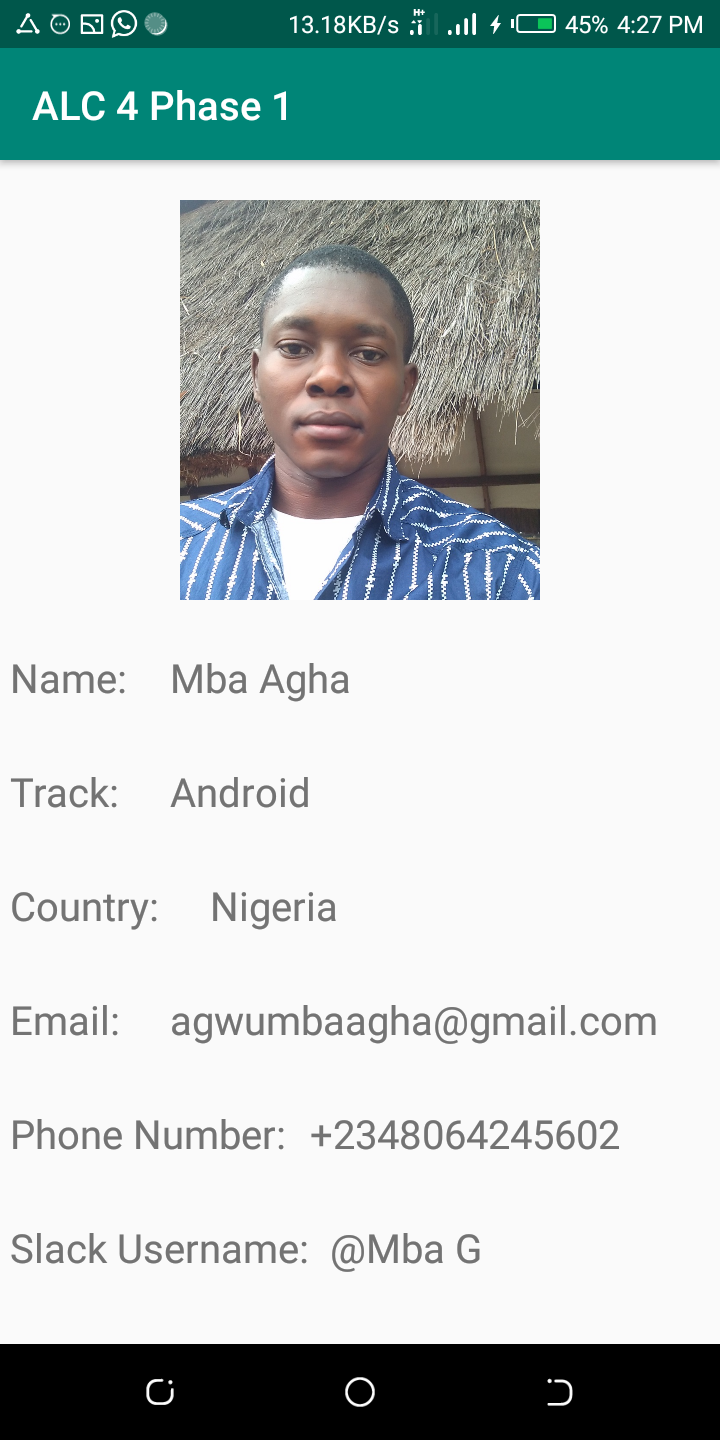 13.18KB/s H+ 45% 4:27 PM
ALC 4 Phase 1
Name: Mba Agha
Track: Android
Country: Nigeria
Email: agwumbaagha@gmail.com
Phone Number: +2348064245602
Slack Username: @Mba G